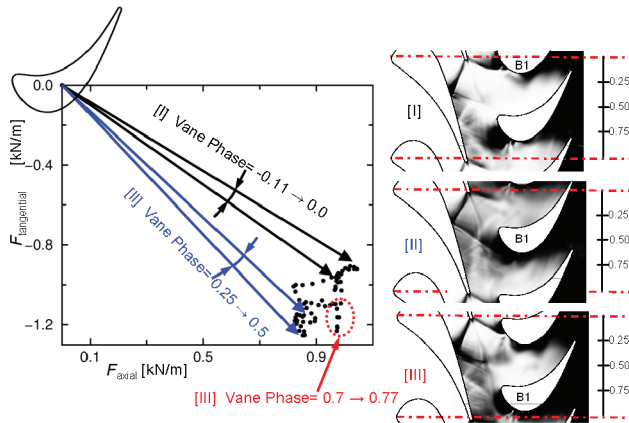 0.0
-0.4
-0.8
-1.2
F tangential [kN/m]
0.1
0.5
0.9
F axial [kN/m]
[I] Vane Phase= -0.11 → 0.0
[II] Vane Phase= 0.25 → 0.5
[III] Vane Phase= 0.7 → 0.77
[I]
B1
0.25
0.50
0.75
[II]
B1
0.25
0.50
0.75
[III]
B1
0.25
0.50
0.75